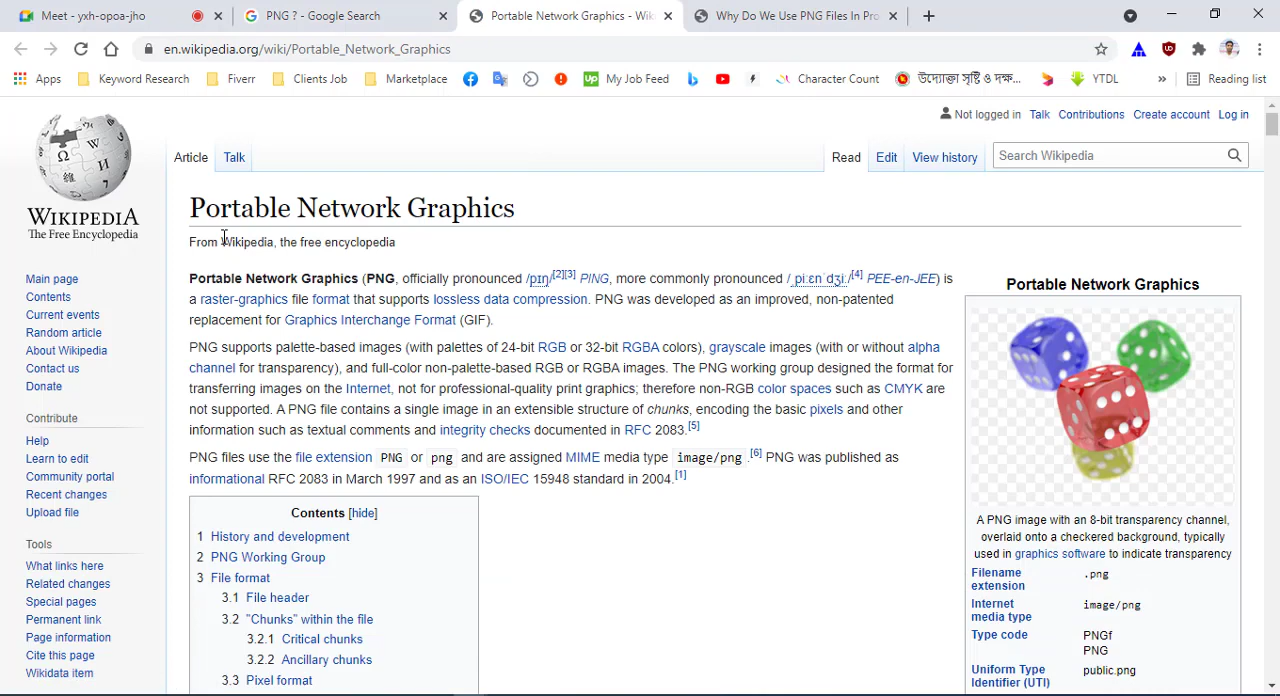 Meet - yxh-opoa-jho
PNG ? - Google Search
Portable Network Graphics - Wik
Why Do We Use PNG Files In Pro
en.wikipedia.org/wiki/Portable_Network_Graphics
Apps Keyword Research Fiverr Clients Job Marketplace Up My Job Feed Character Count উদ্যোক্তা সৃষ্টি ও দক্ষ... YTDL » Reading list
Not logged in Talk Contributions Create account Log in
Article Talk Read Edit View history Search Wikipedia
WIKIPEDIA
The Free Encyclopedia
Main page
Contents
Current events
Random article
About Wikipedia
Contact us
Donate
Contribute
Help
Learn to edit
Community portal
Recent changes
Upload file
Tools
What links here
Related changes
Special pages
Permanent link
Page information
Cite this page
Wikidata item
Portable Network Graphics
From Wikipedia, the free encyclopedia
Portable Network Graphics (PNG, officially pronounced /pɪŋ/[2][3] PING, more commonly pronounced /ˌpiːɛnˈdʒiː/[4] PEE-en-JEE) is
a raster-graphics file format that supports lossless data compression. PNG was developed as an improved, non-patented
replacement for Graphics Interchange Format (GIF).
PNG supports palette-based images (with palettes of 24-bit RGB or 32-bit RGBA colors), grayscale images (with or without alpha
channel for transparency), and full-color non-palette-based RGB or RGBA images. The PNG working group designed the format for
transferring images on the Internet, not for professional-quality print graphics; therefore non-RGB color spaces such as CMYK are
not supported. A PNG file contains a single image in an extensible structure of chunks, encoding the basic pixels and other
information such as textual comments and integrity checks documented in RFC 2083.[5]
PNG files use the file extension PNG or png and are assigned MIME media type image/png .[6] PNG was published as
informational RFC 2083 in March 1997 and as an ISO/IEC 15948 standard in 2004.[1]
Contents [hide]
1 History and development
2 PNG Working Group
3 File format
3.1 File header
3.2 "Chunks" within the file
3.2.1 Critical chunks
3.2.2 Ancillary chunks
3.3 Pixel format
Portable Network Graphics
A PNG image with an 8-bit transparency channel,
overlaid onto a checkered background, typically
used in graphics software to indicate transparency
Filename .png
extension
Internet image/png
media type
Type code PNGf
PNG
Uniform Type public.png
Identifier (UTI)